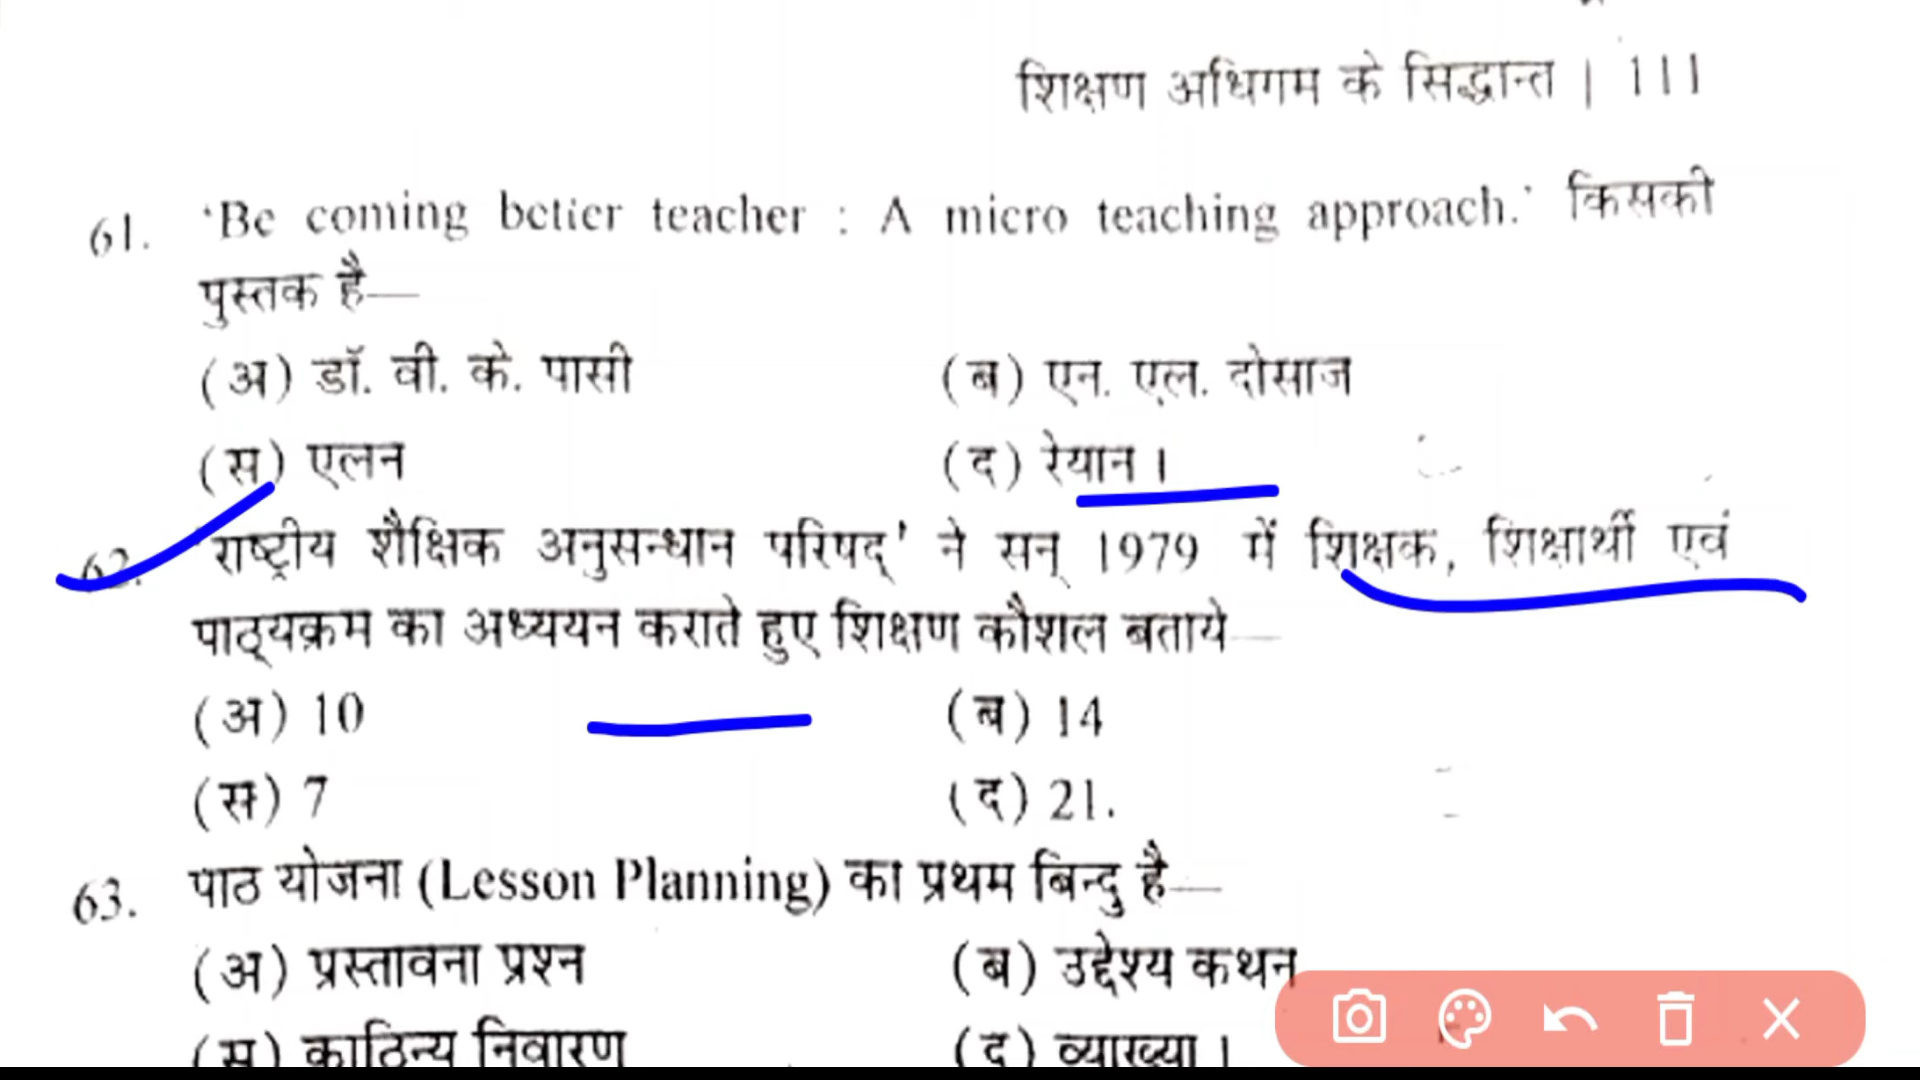 शिक्षण अधिगम के सिद्धान्त | 111
61. 'Be coming better teacher : A micro teaching approach.' किसकी
पुस्तक है—
(अ) डॉ. वी. के. पासी (ब) एन. एल. दोसाज
(स) एलन (द) रेयान।
62. 'राष्ट्रीय शैक्षिक अनुसन्धान परिषद्' ने सन् 1979 में शिक्षक, शिक्षार्थी एवं
पाठ्यक्रम का अध्ययन कराते हुए शिक्षण कौशल बताये—
(अ) 10 (ब) 14
(स) 7 (द) 21.
63. पाठ योजना (Lesson Planning) का प्रथम बिन्दु है—
(अ) प्रस्तावना प्रश्न (ब) उद्देश्य कथन
(स) काठिन्य निवारण (द) व्याख्या।